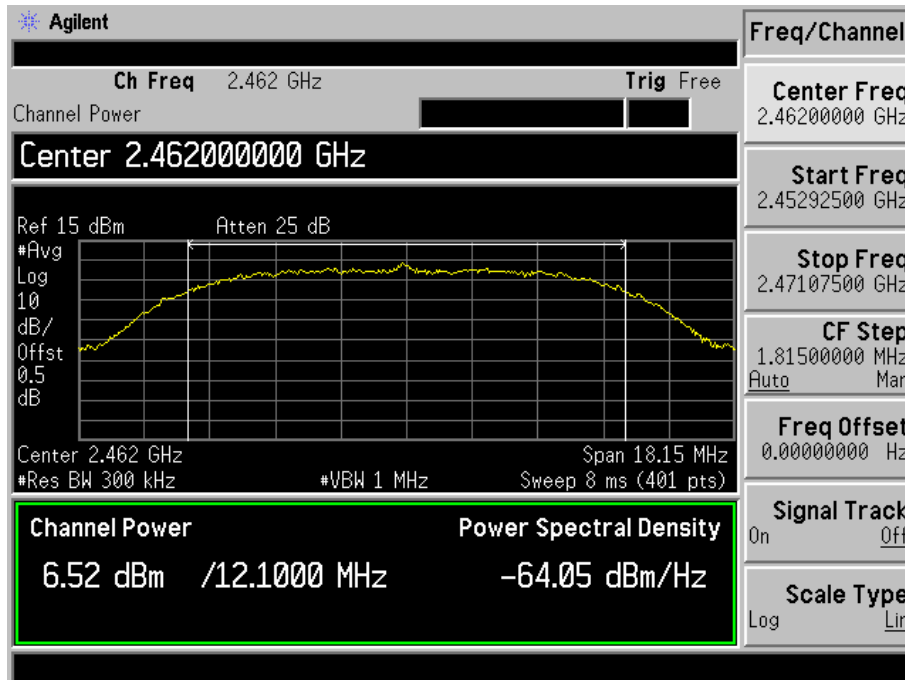 Agilent
Freq/Channel
Ch Freq 2.462 GHz Trig Free
Channel Power
Center 2.462000000 GHz
Ref 15 dBm Atten 25 dB
#Avg
Log
10
dB/
Offst
0.5
dB
Center 2.462 GHz Span 18.15 MHz
#Res BW 300 kHz #VBW 1 MHz Sweep 8 ms (401 pts)
Channel Power Power Spectral Density
6.52 dBm /12.1000 MHz -64.05 dBm/Hz
Center Freq
2.46200000 GHz
Start Freq
2.45292500 GHz
Stop Freq
2.47107500 GHz
CF Step
1.81500000 MHz
Auto Man
Freq Offset
0.00000000 Hz
Signal Track
On Off
Scale Type
Log Lin